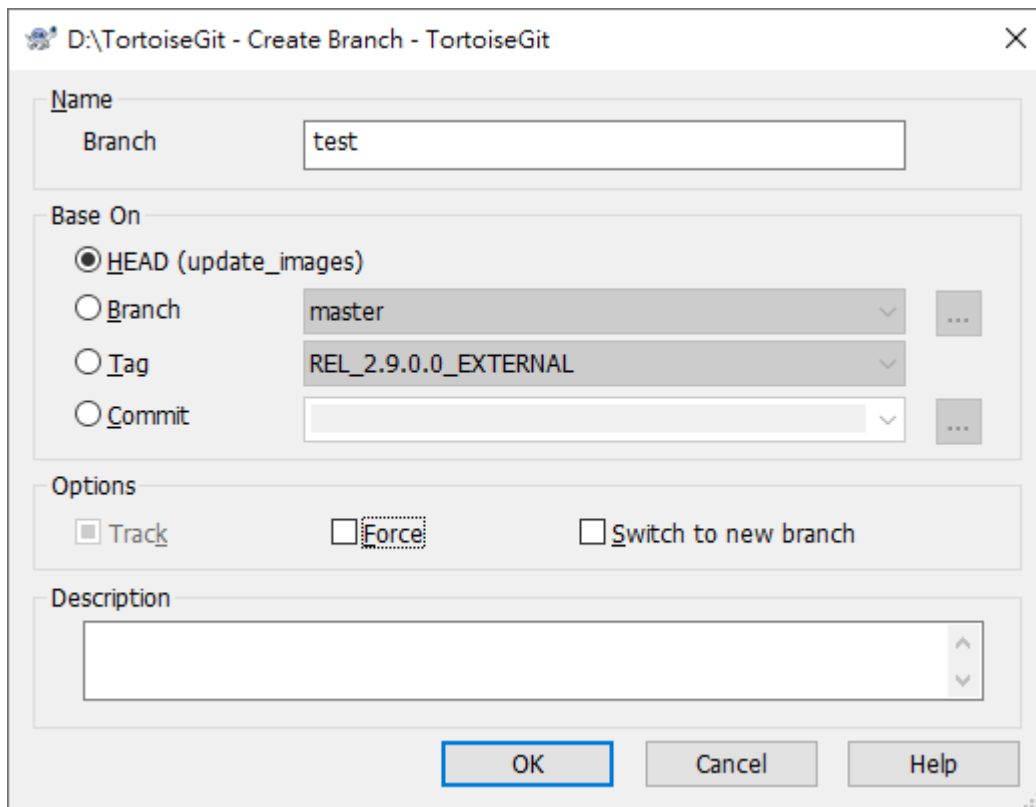 D:\TortoiseGit - Create Branch - TortoiseGit
Name
Branch test
Base On
HEAD (update_images)
Branch master ...
Tag REL_2.9.0.0_EXTERNAL
Commit ...
Options
Track Force Switch to new branch
Description
OK Cancel Help